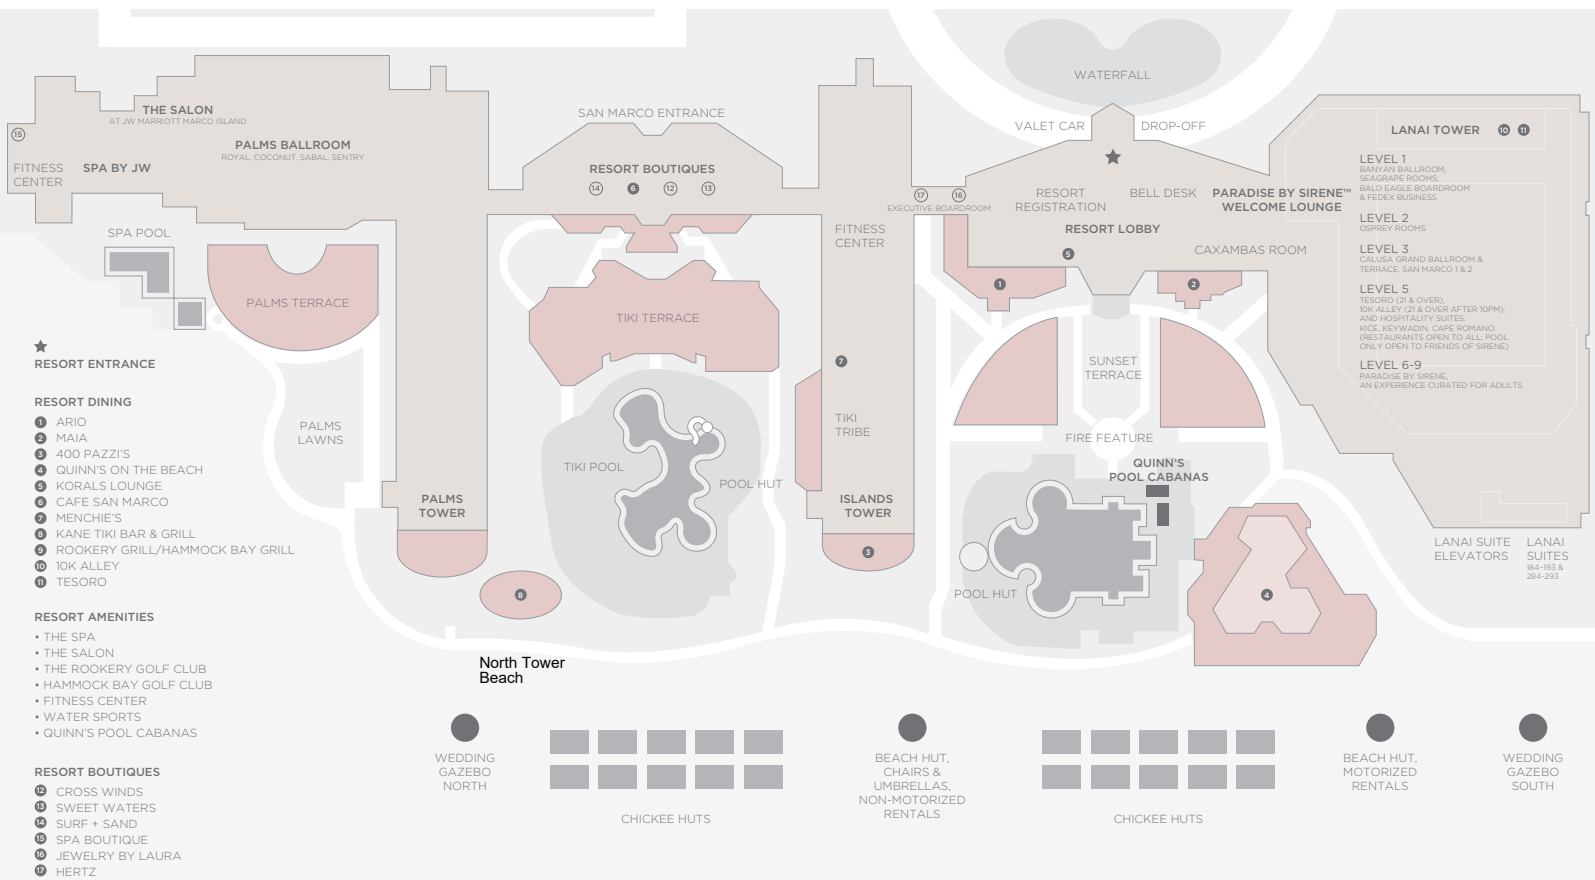 WATERFALL
SAN MARCO ENTRANCE
VALET CAR
DROP-OFF
THE SALON
AT JW MARRIOTT MARCO ISLAND
15
FITNESS
CENTER
SPA BY JW
PALMS BALLROOM
ROYAL, COCONUT, SABAL, SENTRY
RESORT BOUTIQUES
14
6
12
13
17
16
EXECUTIVE BOARDROOM
RESORT
REGISTRATION
BELL DESK
PARADISE BY SIRENE™
WELCOME LOUNGE
RESORT LOBBY
5
CAXAMBAS ROOM
LANAI TOWER
10
11
LEVEL 1
BANYAN BALLROOM,
SEAGRAPE ROOMS,
BALD EAGLE BOARDROOM
& FEDEX BUSINESS
LEVEL 2
OSPREY ROOMS
LEVEL 3
CALUSA GRAND BALLROOM &
TERRACE, SAN MARCO 1 & 2
LEVEL 5
TESORO (21 & OVER),
10K ALLEY (21 & OVER AFTER 10PM),
AND HOSPITALITY SUITES:
KICE, KEYWADIN, CAPE ROMANO
(RESTAURANTS OPEN TO ALL; POOL
ONLY OPEN TO FRIENDS OF SIRENE)
LEVEL 6-9
PARADISE BY SIRENE,
AN EXPERIENCE CURATED FOR ADULTS
SPA POOL
PALMS TERRACE
FITNESS
CENTER
TIKI TERRACE
1
2
7
SUNSET
TERRACE
TIKI
TRIBE
PALMS
LAWNS
FIRE FEATURE
TIKI POOL
POOL HUT
QUINN'S
POOL CABANAS
PALMS
TOWER
ISLANDS
TOWER
3
8
POOL HUT
4
LANAI SUITE
ELEVATORS
LANAI
SUITES
184-193 &
284-293
RESORT ENTRANCE
RESORT DINING
1 ARIO
2 MAIA
3 400 PAZZI'S
4 QUINN'S ON THE BEACH
5 KORALS LOUNGE
6 CAFE SAN MARCO
7 MENCHIE'S
8 KANE TIKI BAR & GRILL
9 ROOKERY GRILL/HAMMOCK BAY GRILL
10 10K ALLEY
11 TESORO
RESORT AMENITIES
• THE SPA
• THE SALON
• THE ROOKERY GOLF CLUB
• HAMMOCK BAY GOLF CLUB
• FITNESS CENTER
• WATER SPORTS
• QUINN'S POOL CABANAS
RESORT BOUTIQUES
12 CROSS WINDS
13 SWEET WATERS
14 SURF + SAND
15 SPA BOUTIQUE
16 JEWELRY BY LAURA
17 HERTZ
North Tower
Beach
WEDDING
GAZEBO
NORTH
CHICKEE HUTS
BEACH HUT,
CHAIRS &
UMBRELLAS,
NON-MOTORIZED
RENTALS
CHICKEE HUTS
BEACH HUT,
MOTORIZED
RENTALS
WEDDING
GAZEBO
SOUTH